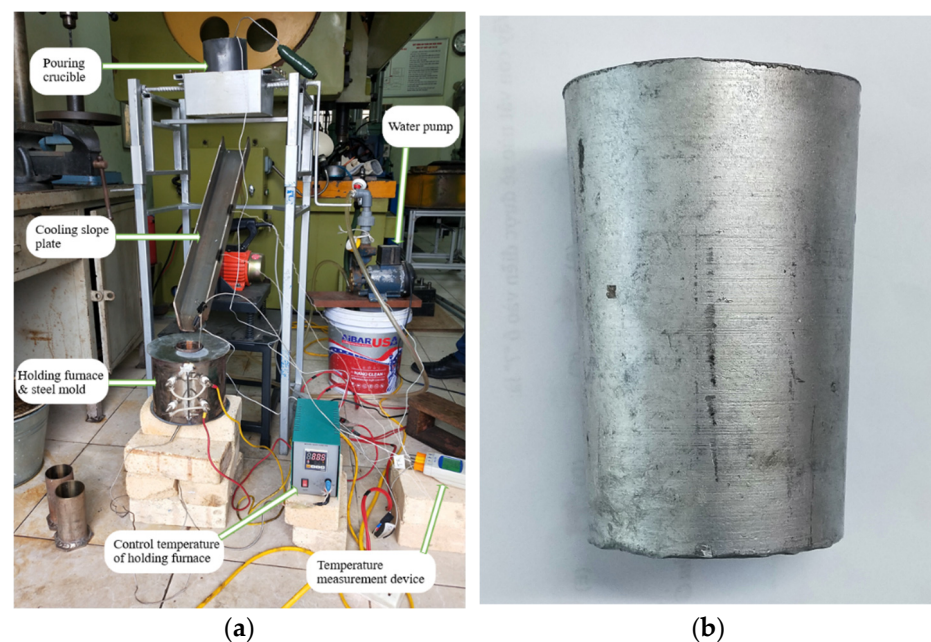 Pouring
crucible
Water pump
Cooling slope
plate
Holding furnace
& steel mold
Control temperature
of holding furnace
Temperature
measurement device
(a)
(b)